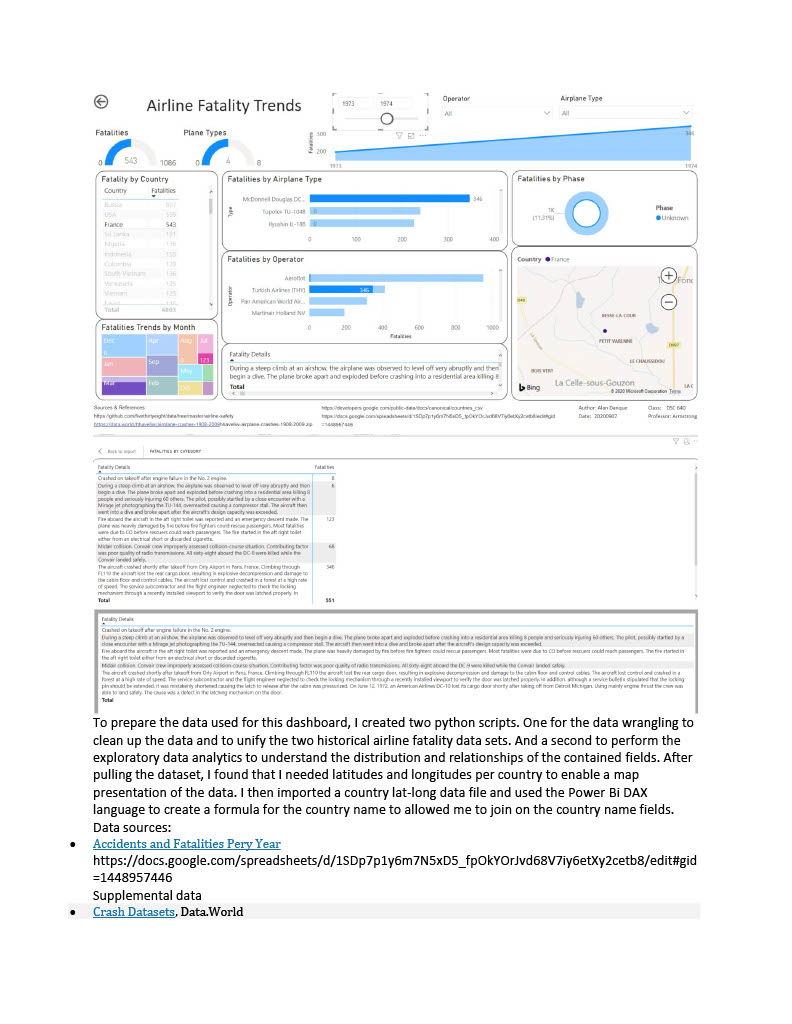 Airline Fatality Trends
1973 1974
Operator
All
Airplane Type
All
Fatalities
0 543 1086
Plane Types
0 4 8
Fatalities
500
200
346
1973 1974
Fatality by Country
Country Fatalities
Russia 607
USA
France 543
Sri Lanka
Nigeria
Indonesia
Colombia
South Vietnam 136
Venezuela 125
Vietnam 125
Total
Fatalities by Airplane Type
Type
McDonnell Douglas DC... 346
Tupolev TU-104B 0
Ilyushin IL-18B 0
0 100 200 300 400
Fatalities by Phase
1K
(11.31%)
Phase
Unknown
Fatalities by Operator
Operator
Aeroflot
Turkish Airlines (THY) 346
Pan American World Air...
Martinair Holland NV
0 200 400 600 800 1000
Fatalities
Country France
BESSE-LA-COUR
PETIT VARENNE
LE CHAUSSIDOU
BOIS VERT
La Celle-sous-Gouzon
Bing
© 2020 Microsoft Corporation Terms
Fatalities Trends by Month
Dec Apr Aug Jul
0 123
Jan Sep May
Mar Feb Oct
Fatality Details
During a steep climb at an airshow, the airplane was observed to level off very abruptly and then
begin a dive. The plane broke apart and exploded before crashing into a residential area killing 8
Total
Sources & References:
https://github.com/fivethirtyeight/data/tree/master/airline-safety
https://developers.google.com/public-data/docs/canonical/countries_csv
Author: Alan Danque
Date: 20200907
Class: DSC 640
Professor: Armstrong
Back to report FATALITIES BY CATEGORY
Fatality Details Fatalities
Crashed on takeoff after engine failure in the No. 2 engine. 8
During a steep climb at an airshow, the airplane was observed to level off very abruptly and then 6
begin a dive. The plane broke apart and exploded before crashing into a residential area killing 8
people and seriously injuring 60 others. The pilot, possibly startled by a close encounter with a
Mirage jet photographing the TU-144, overreacted causing a compressor stall. The aircraft then
went into a dive and broke apart after the aircraft's design capacity was exceeded.
Fire aboard the aircraft in the aft right toilet was reported and an emergency descent made. The 123
plane was heavily damaged by fire before fire fighters could rescue passengers. Most fatalities
were due to CO before rescuers could reach passengers. The fire started in the aft right toilet
either from an electrical short or discarded cigarette.
Midair collision. Convair crew improperly assessed collision-course situation. Contributing factor 68
was poor quality of radio transmissions. All sixty-eight aboard the DC-9 were killed while the
Convair landed safely.
The aircraft crashed shortly after takeoff from Orly Airport in Paris, France. Climbing through 346
FL110 the aircraft lost the rear cargo door, resulting in explosive decompression and damage to
the cabin floor and control cables. The aircraft lost control and crashed in a forest at a high rate
of speed. The service subcontractor and the flight engineer neglected to check the locking
mechanism through a recently installed viewport to verify the door was latched properly. In
Total 551
Fatality Details
Crashed on takeoff after engine failure in the No. 2 engine.
During a steep climb at an airshow, the airplane was observed to level off very abruptly and then begin a dive. The plane broke apart and exploded before crashing into a residential area killing 8 people and seriously injuring 60 others. The pilot, possibly startled by a
close encounter with a Mirage jet photographing the TU-144, overreacted causing a compressor stall. The aircraft then went into a dive and broke apart after the aircraft's design capacity was exceeded.
Fire aboard the aircraft in the aft right toilet was reported and an emergency descent made. The plane was heavily damaged by fire before fire fighters could rescue passengers. Most fatalities were due to CO before rescuers could reach passengers. The fire started in
the aft right toilet either from an electrical short or discarded cigarette.
Midair collision. Convair crew improperly assessed collision-course situation. Contributing factor was poor quality of radio transmissions. All sixty-eight aboard the DC-9 were killed while the Convair landed safely.
The aircraft crashed shortly after takeoff from Orly Airport in Paris, France. Climbing through FL110 the aircraft lost the rear cargo door, resulting in explosive decompression and damage to the cabin floor and control cables. The aircraft lost control and crashed in a
forest at a high rate of speed. The service subcontractor and the flight engineer neglected to check the locking mechanism through a recently installed viewport to verify the door was latched properly. In addition, although a service bulletin stipulated that the locking
pin should be extended, it was mistakenly shortened causing the latch to release after the cabin was pressurized. On June 12, 1972, an American Airlines DC-10 lost its cargo door shortly after taking off from Detroit Michigan. Using mainly engine thrust the crew was
able to land safely. The cause was a defect in the latching mechanism on the door.
Total
To prepare the data used for this dashboard, I created two python scripts. One for the data wrangling to
clean up the data and to unify the two historical airline fatality data sets. And a second to perform the
exploratory data analytics to understand the distribution and relationships of the contained fields. After
pulling the dataset, I found that I needed latitudes and longitudes per country to enable a map
presentation of the data. I then imported a country lat-long data file and used the Power Bi DAX
language to create a formula for the country name to allowed me to join on the country name fields.
Data sources:
• Accidents and Fatalities Pery Year
https://docs.google.com/spreadsheets/d/1SDp7p1y6m7N5xD5_fpOkYOrJvd68V7iy6etXy2cetb8/edit#gid
=1448957446
Supplemental data
• Crash Datasets, Data.World